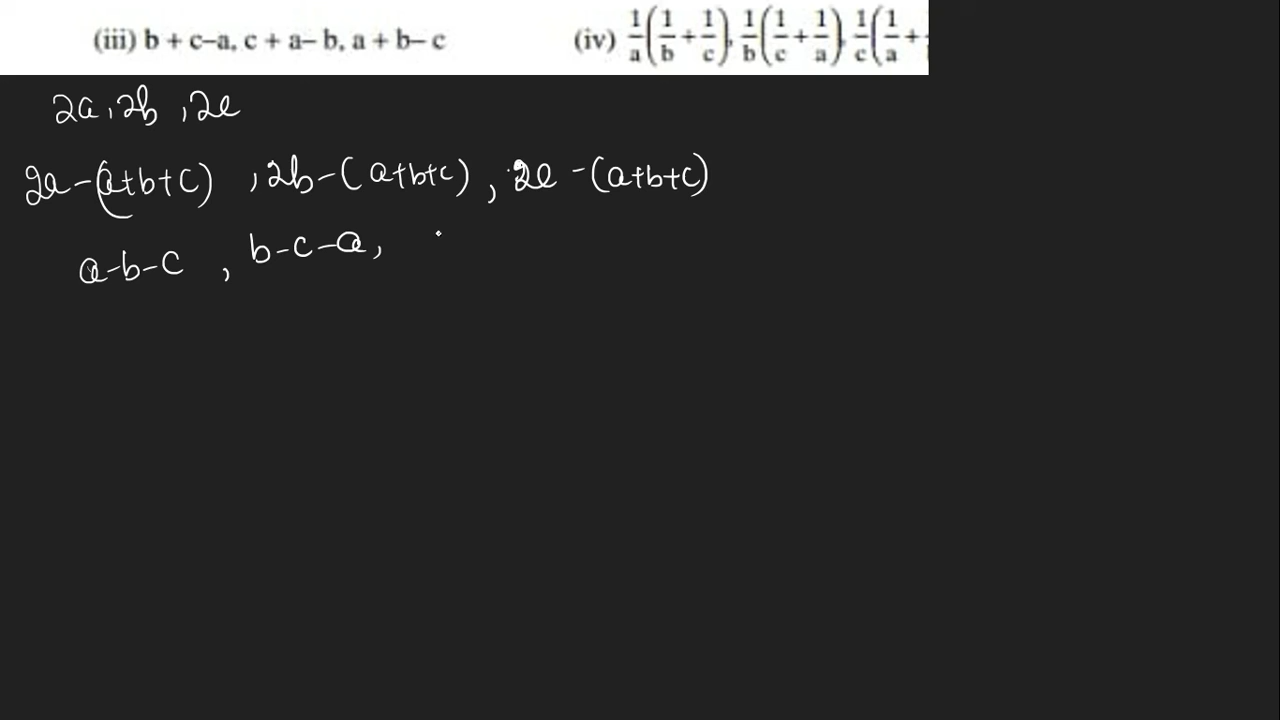 (iii) b + c–a, c + a– b, a + b– c (iv) 1/a(1/b + 1/c), 1/b(1/c + 1/a) 1/c(1/a +
2a, 2b, 2c
2a-(a+b+c), 2b-(a+b+c), 2c-(a+b+c)
a-b-c, b-c-a,